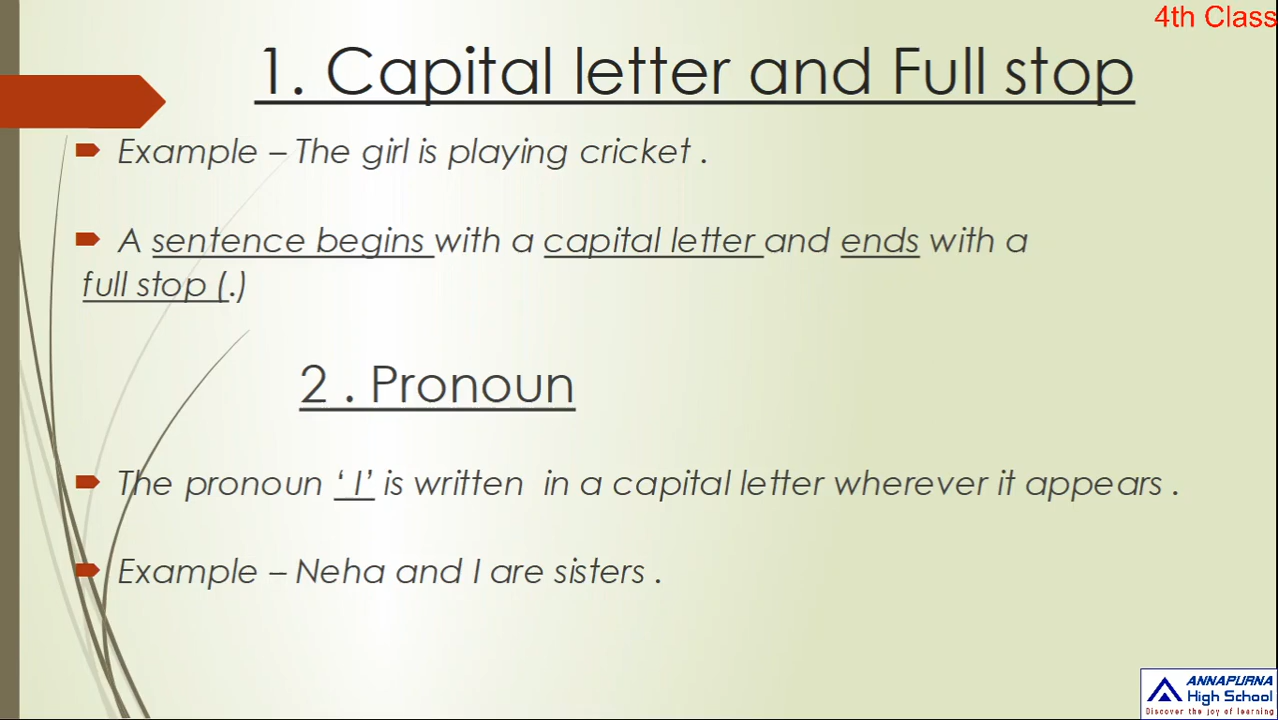 4th Class
1. Capital letter and Full stop
Example – The girl is playing cricket .
A sentence begins with a capital letter and ends with a
full stop (.)
2 . Pronoun
The pronoun ‘ I’ is written  in a capital letter wherever it appears .
Example – Neha and I are sisters .
ANNAPURNA
High School
Discover the joy of learning